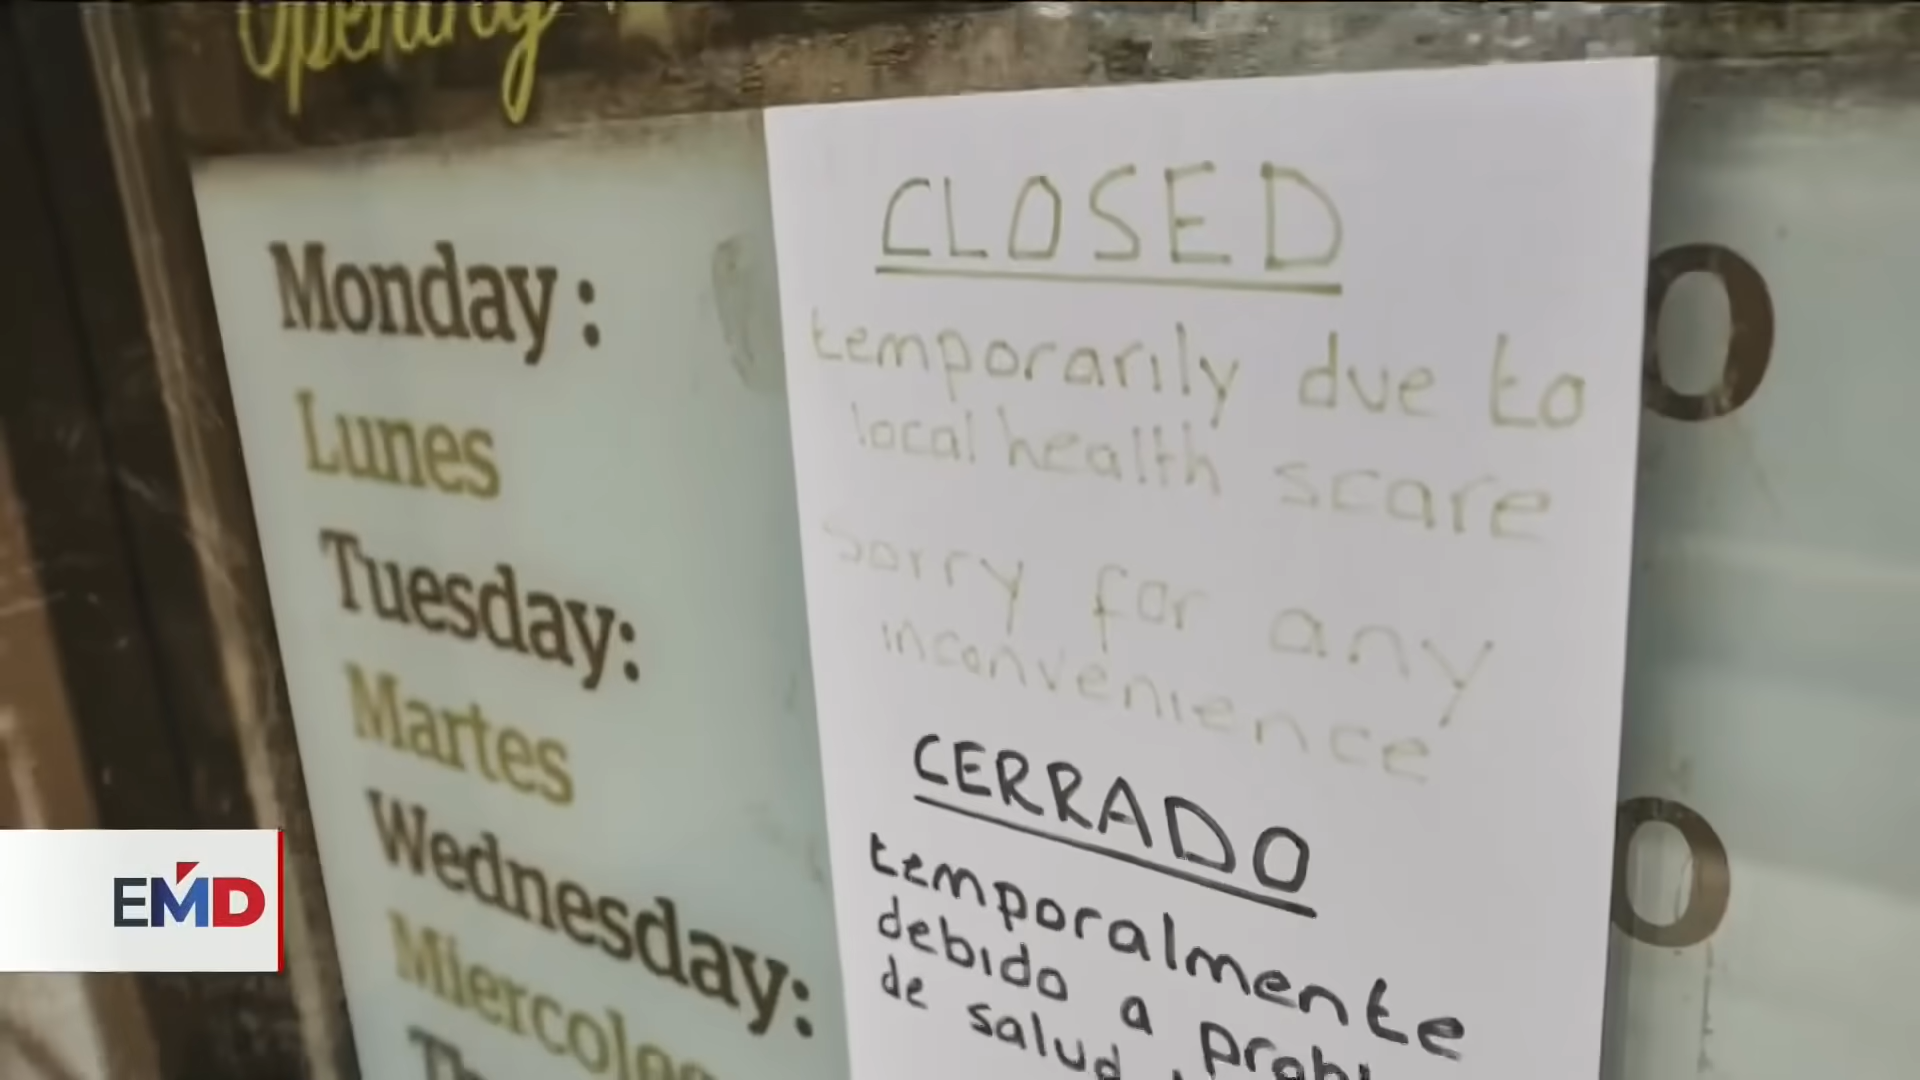 Opening
Monday:
Lunes
Tuesday:
Martes
Wednesday:
Miercoles
CLOSED
temporarily due to
local health scare
Sorry for any
inconvenience
CERRADO
temporalmente
debido a
de salud
EMD